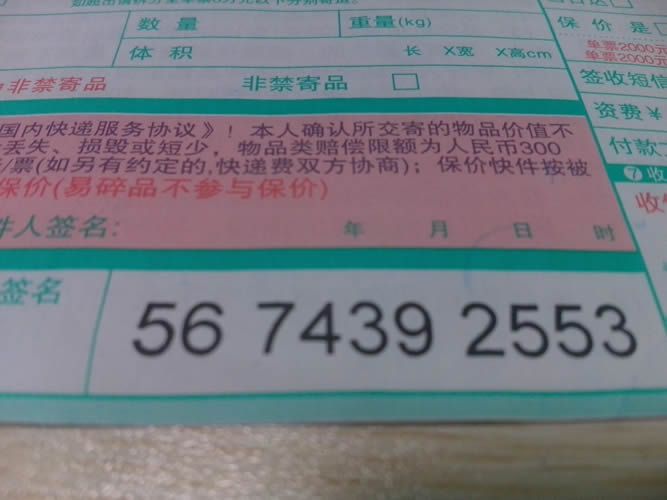 数量 重量(kg) 保价是
单票2000元
单票2000元
体积 长 X宽 X高cm
签收短信
非禁寄品 非禁寄品
资费￥
国内快递服务协议》！本人确认所交寄的物品价值不
丢失、损毁或短少，物品类赔偿限额为人民币300
/票(如另有约定的,快递费双方协商)；保价快件按被
保价(易碎品不参与保价)
付款
❼收
件人签名: 年 月 日 时
签名
56 7439 2553